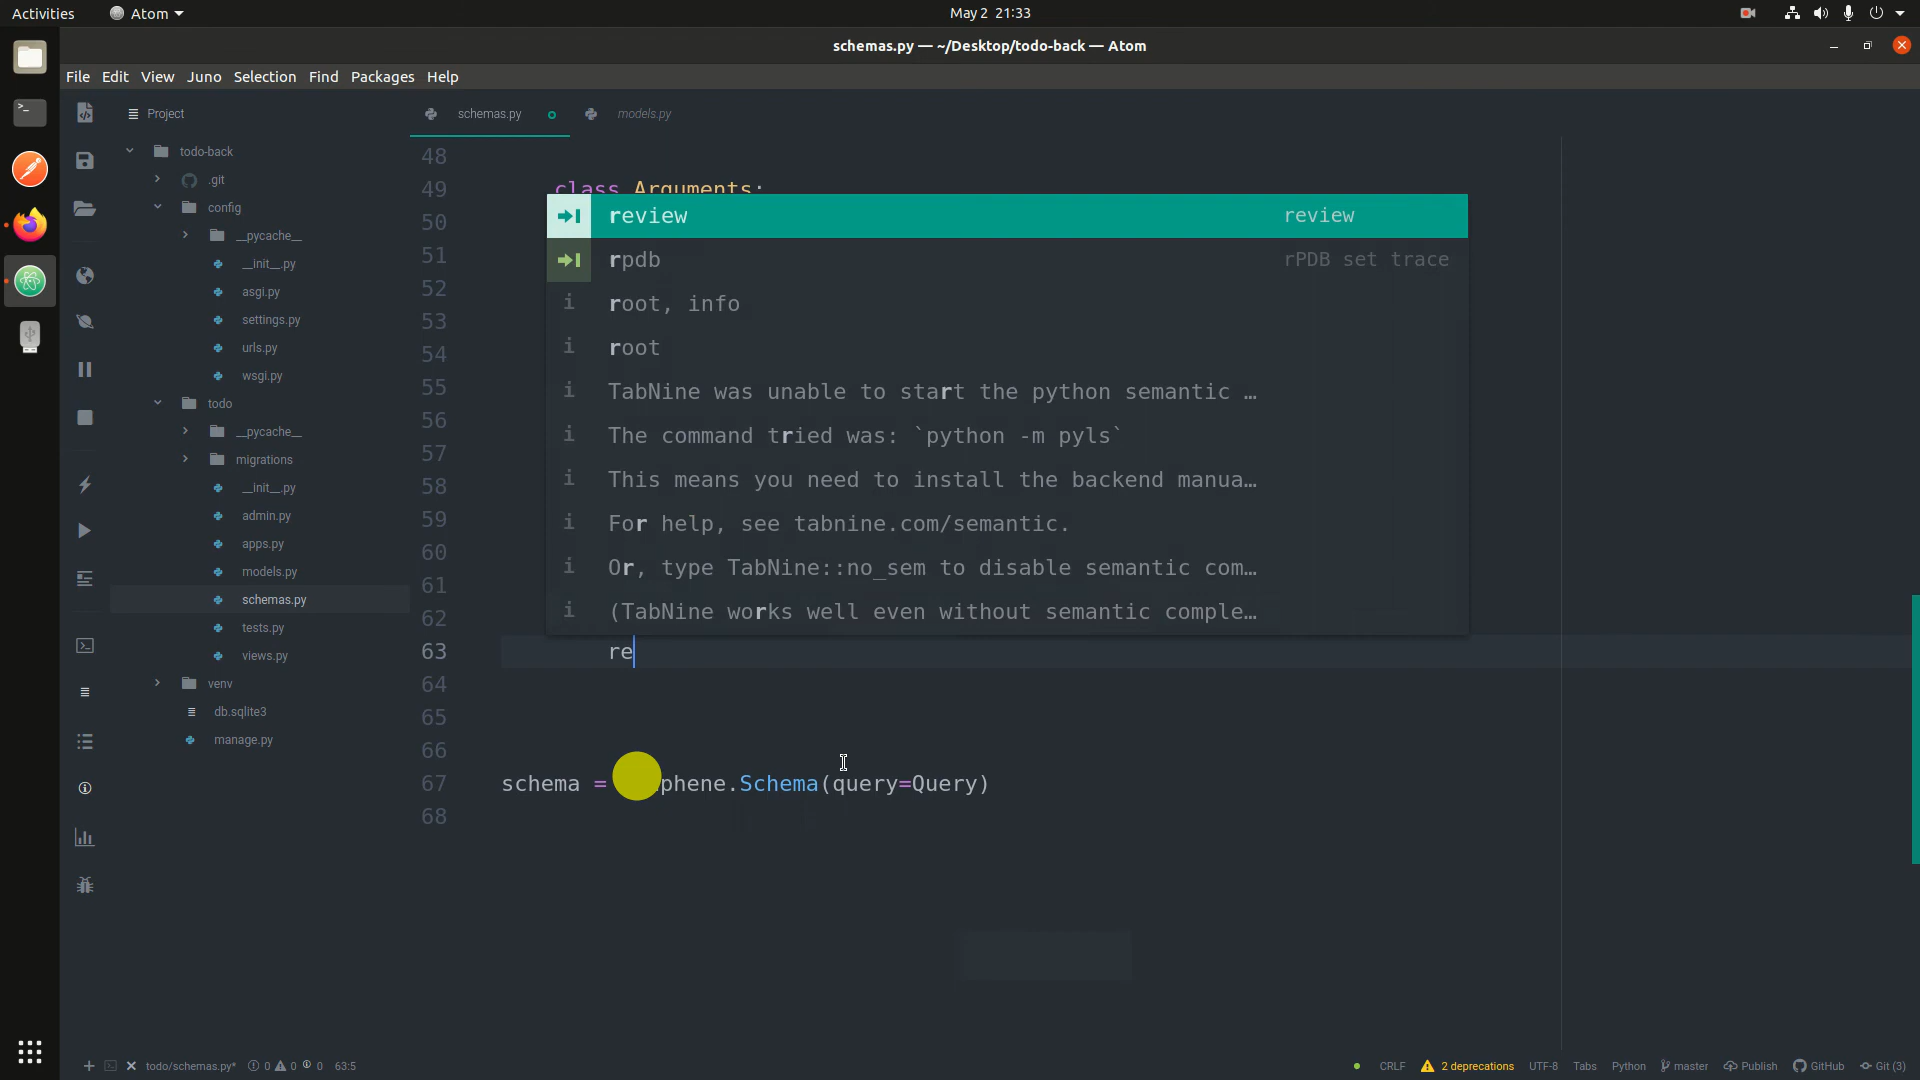 Activities Atom May 2 21:33
schemas.py — ~/Desktop/todo-back — Atom
File Edit View Juno Selection Find Packages Help
Project
todo-back
.git
config
__pycache__
__init__.py
asgi.py
settings.py
urls.py
wsgi.py
todo
__pycache__
migrations
__init__.py
admin.py
apps.py
models.py
schemas.py
tests.py
views.py
venv
db.sqlite3
manage.py
schemas.py models.py
48
49 class Arguments:
50
51
52
53
54
55
56
57
58
59
60
61
62
63 re
64
65
66
67 schema = phene.Schema(query=Query)
68
review review
rpdb rPDB set trace
root, info
root
TabNine was unable to start the python semantic …
The command tried was: `python -m pyls`
This means you need to install the backend manua…
For help, see tabnine.com/semantic.
Or, type TabNine::no_sem to disable semantic com…
(TabNine works well even without semantic comple…
todo/schemas.py* 0 0 0 63:5
CRLF 2 deprecations UTF-8 Tabs Python master Publish GitHub Git (3)